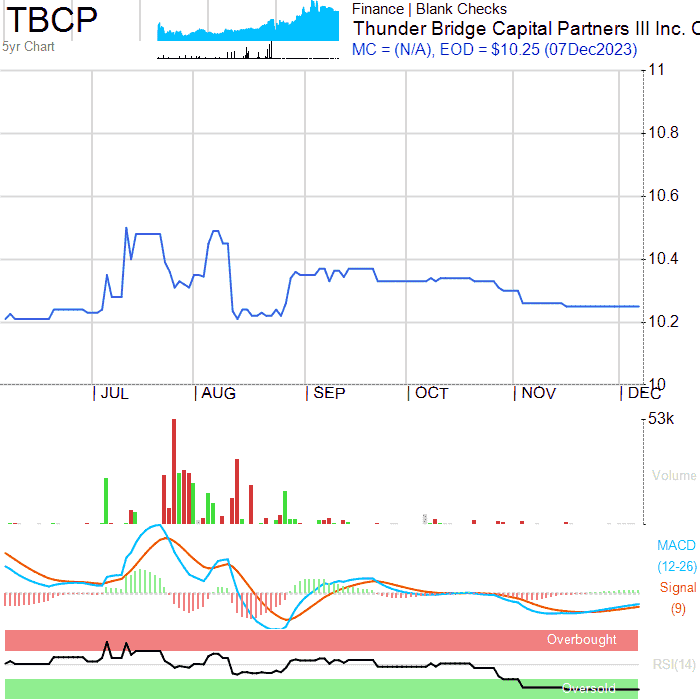 TBCP
5yr Chart
Finance | Blank Checks
Thunder Bridge Capital Partners III Inc. C
MC = (N/A), EOD = $10.25 (07Dec2023)
11
10.8
10.6
10.4
10.2
10
JUL AUG SEP OCT NOV DEC
53k
Volume
MACD
(12-26)
Signal
(9)
Overbought
RSI(14)
Oversold